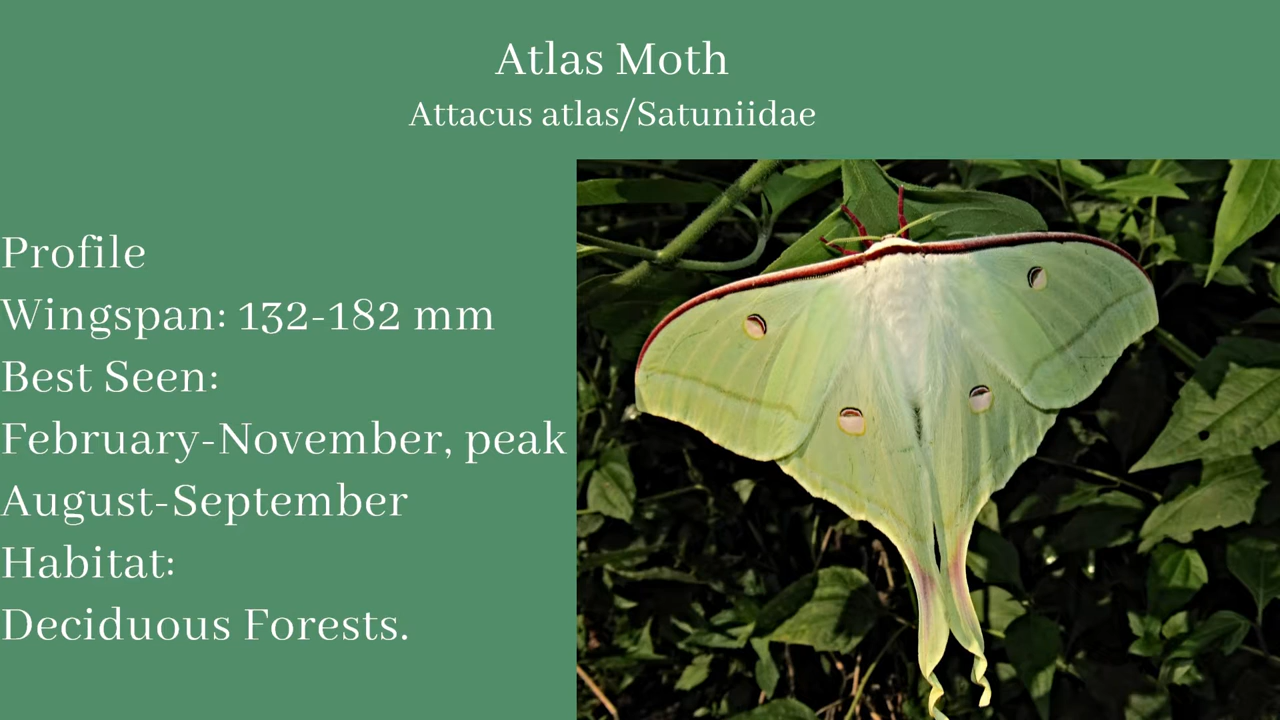 Atlas Moth
Attacus atlas/Satuniidae
Profile
Wingspan: 132-182 mm
Best Seen:
February-November, peak
August-September
Habitat:
Deciduous Forests.